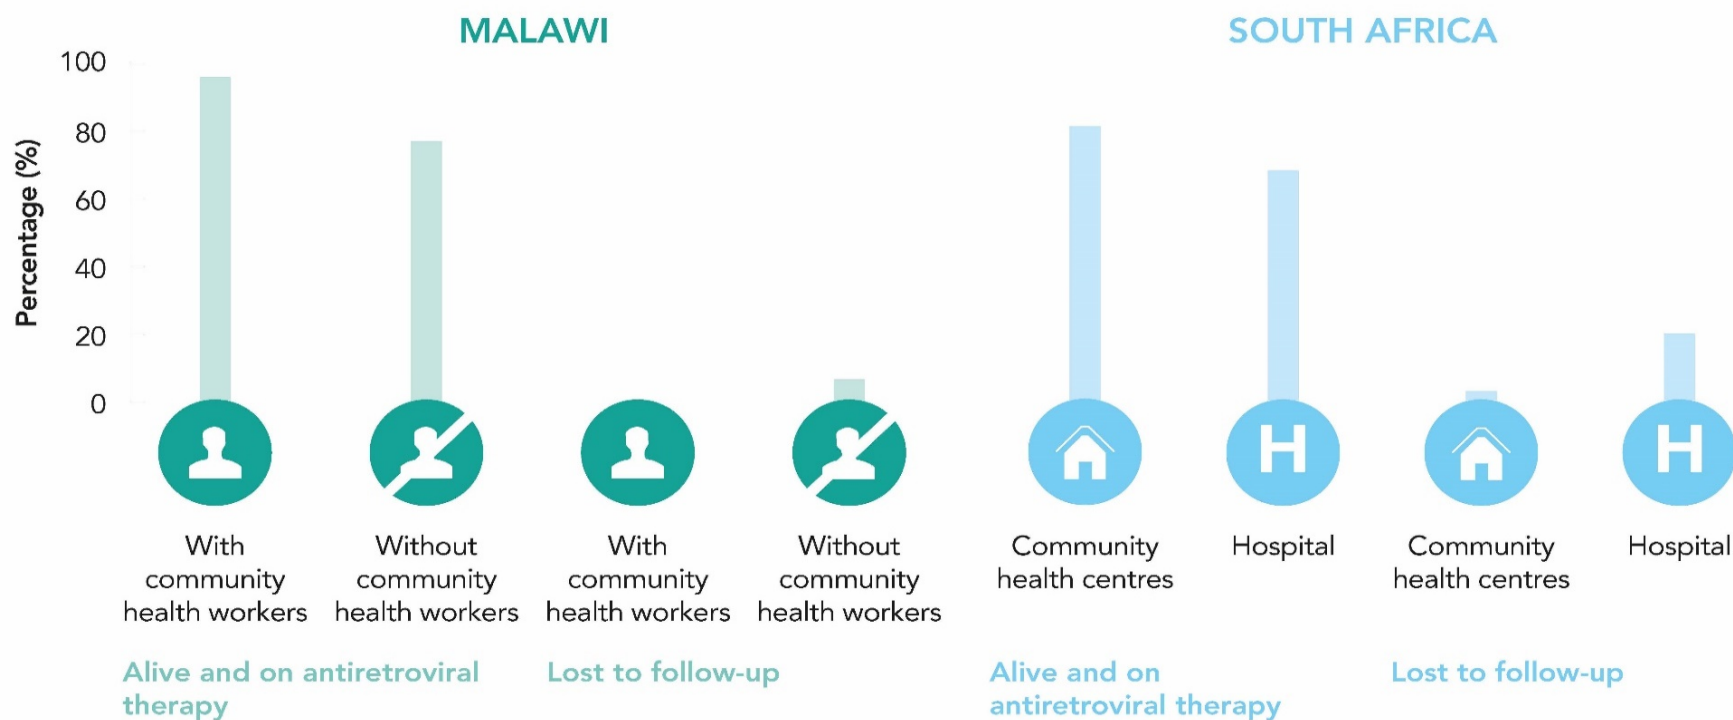 MALAWI
SOUTH AFRICA
Percentage (%)
100
80
60
40
20
0
With
community
health workers
Without
community
health workers
With
community
health workers
Without
community
health workers
Community
health centres
H
Hospital
Community
health centres
H
Hospital
Alive and on antiretroviral
therapy
Lost to follow-up
Alive and on
antiretroviral therapy
Lost to follow-up